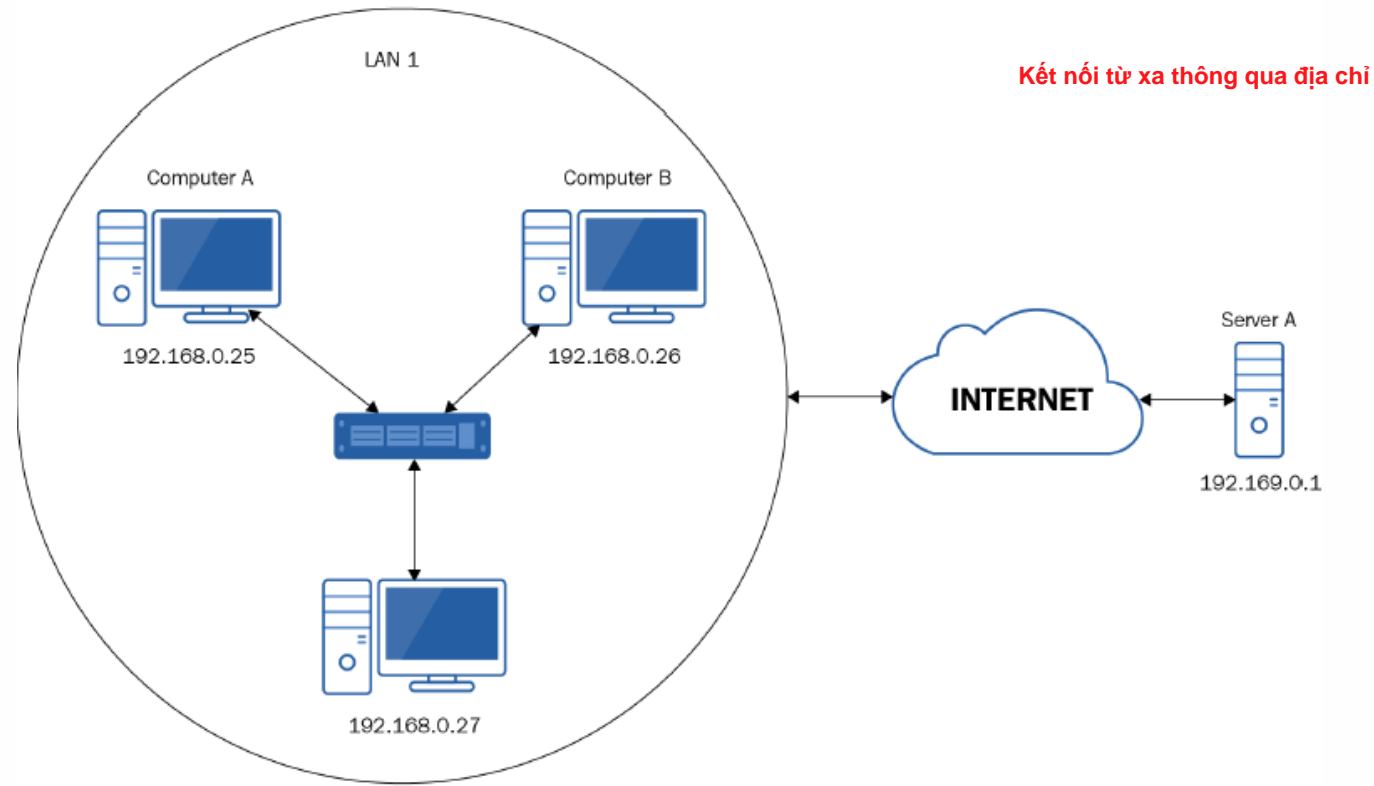 LAN 1
Kết nối từ xa thông qua địa chỉ
Computer A
Computer B
192.168.0.25
192.168.0.26
INTERNET
Server A
192.169.0.1
192.168.0.27